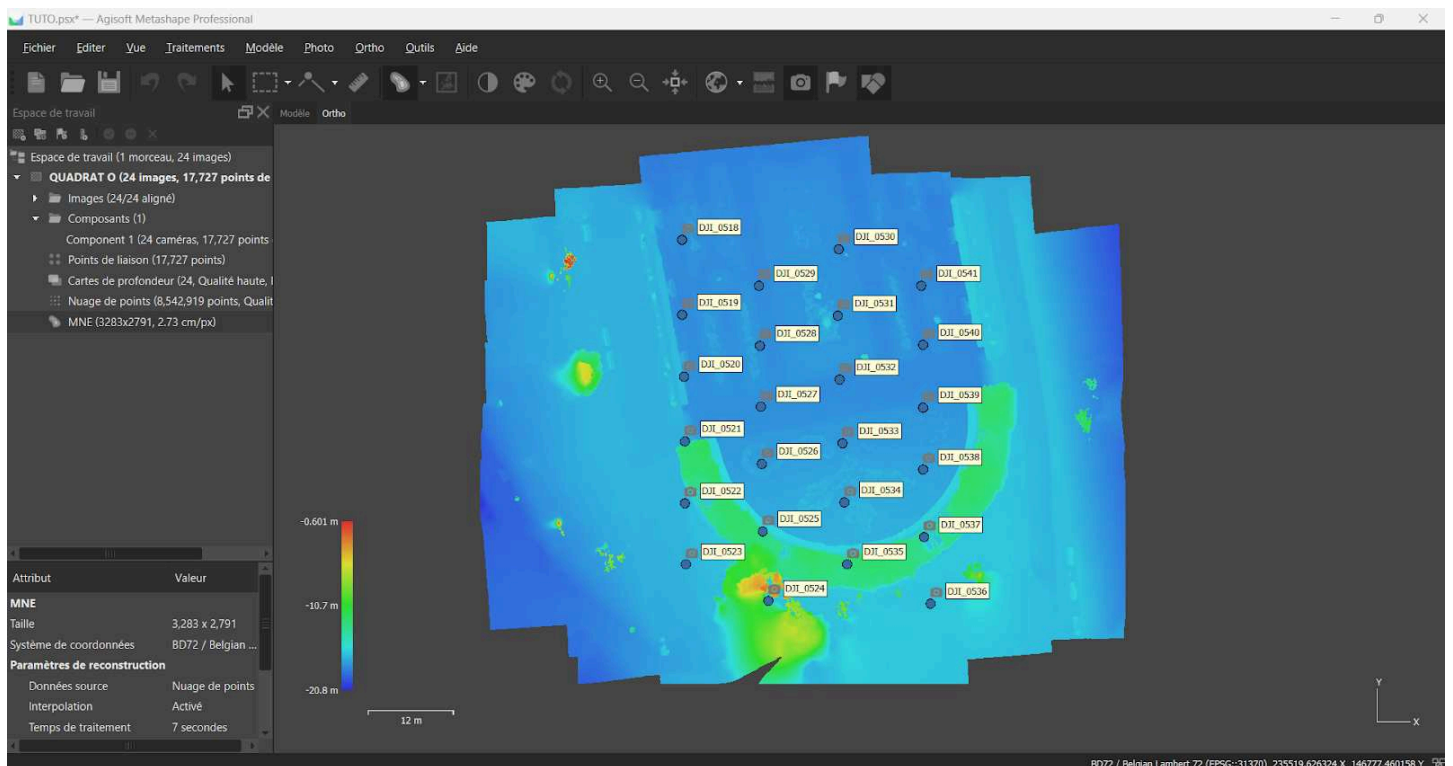 TUTO.psx* — Agisoft Metashape Professional
Fichier Editer Vue Traitements Modèle Photo Ortho Outils Aide
Espace de travail
Modèle Ortho
Espace de travail (1 morceau, 24 images)
QUADRAT O (24 images, 17,727 points de
Images (24/24 aligné)
Composants (1)
Component 1 (24 caméras, 17,727 points
Points de liaison (17,727 points)
Cartes de profondeur (24, Qualité haute,
Nuage de points (8,542,919 points, Qualit
MNE (3283x2791, 2.73 cm/px)
DJI_0518
DJI_0530
DJI_0529
DJI_0541
DJI_0519
DJI_0531
DJI_0528
DJI_0540
DJI_0520
DJI_0532
DJI_0527
DJI_0539
DJI_0521
DJI_0533
DJI_0526
DJI_0538
DJI_0522
DJI_0534
DJI_0525
DJI_0537
DJI_0523
DJI_0535
DJI_0524
DJI_0536
-0.601 m
-10.7 m
-20.8 m
12 m
Y
X
Attribut Valeur
MNE
Taille 3,283 x 2,791
Système de coordonnées BD72 / Belgian ...
Paramètres de reconstruction
Données source Nuage de points
Interpolation Activé
Temps de traitement 7 secondes
BD72 / Belgian Lambert 72 (EPSG::31370) 235519.626324 X 146777.460158 Y